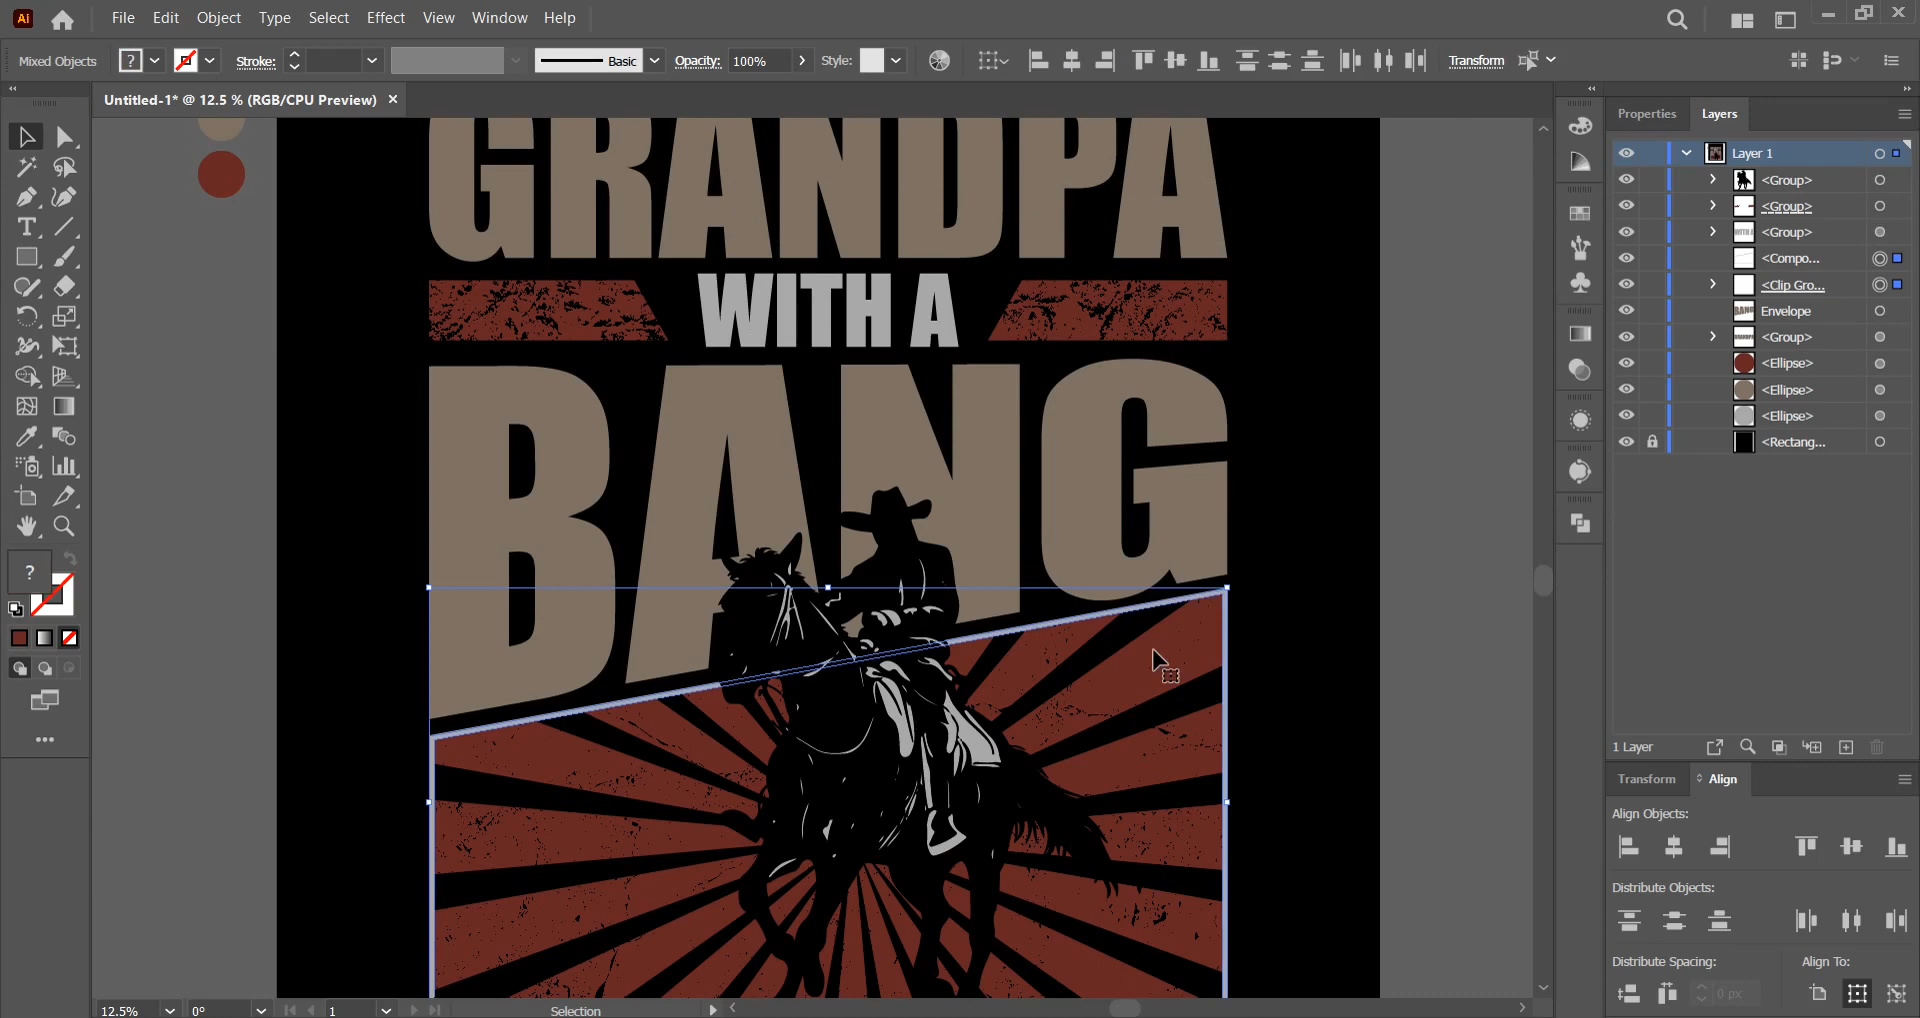 Ai File Edit Object Type Select Effect View Window Help
Mixed Objects ? Stroke: Basic Opacity: 100% Style: Transform
Untitled-1* @ 12.5 % (RGB/CPU Preview) ×
Properties Layers
Layer 1
<Group>
<Group>
<Group>
<Compo...
<Clip Gro...
Envelope
<Group>
<Ellipse>
<Ellipse>
<Ellipse>
<Rectang...
GRANDPA
WITH A
BANG
?
1 Layer
Transform Align
Align Objects:
Distribute Objects:
Distribute Spacing: Align To:
0 px
12.5% 0° 1 Selection